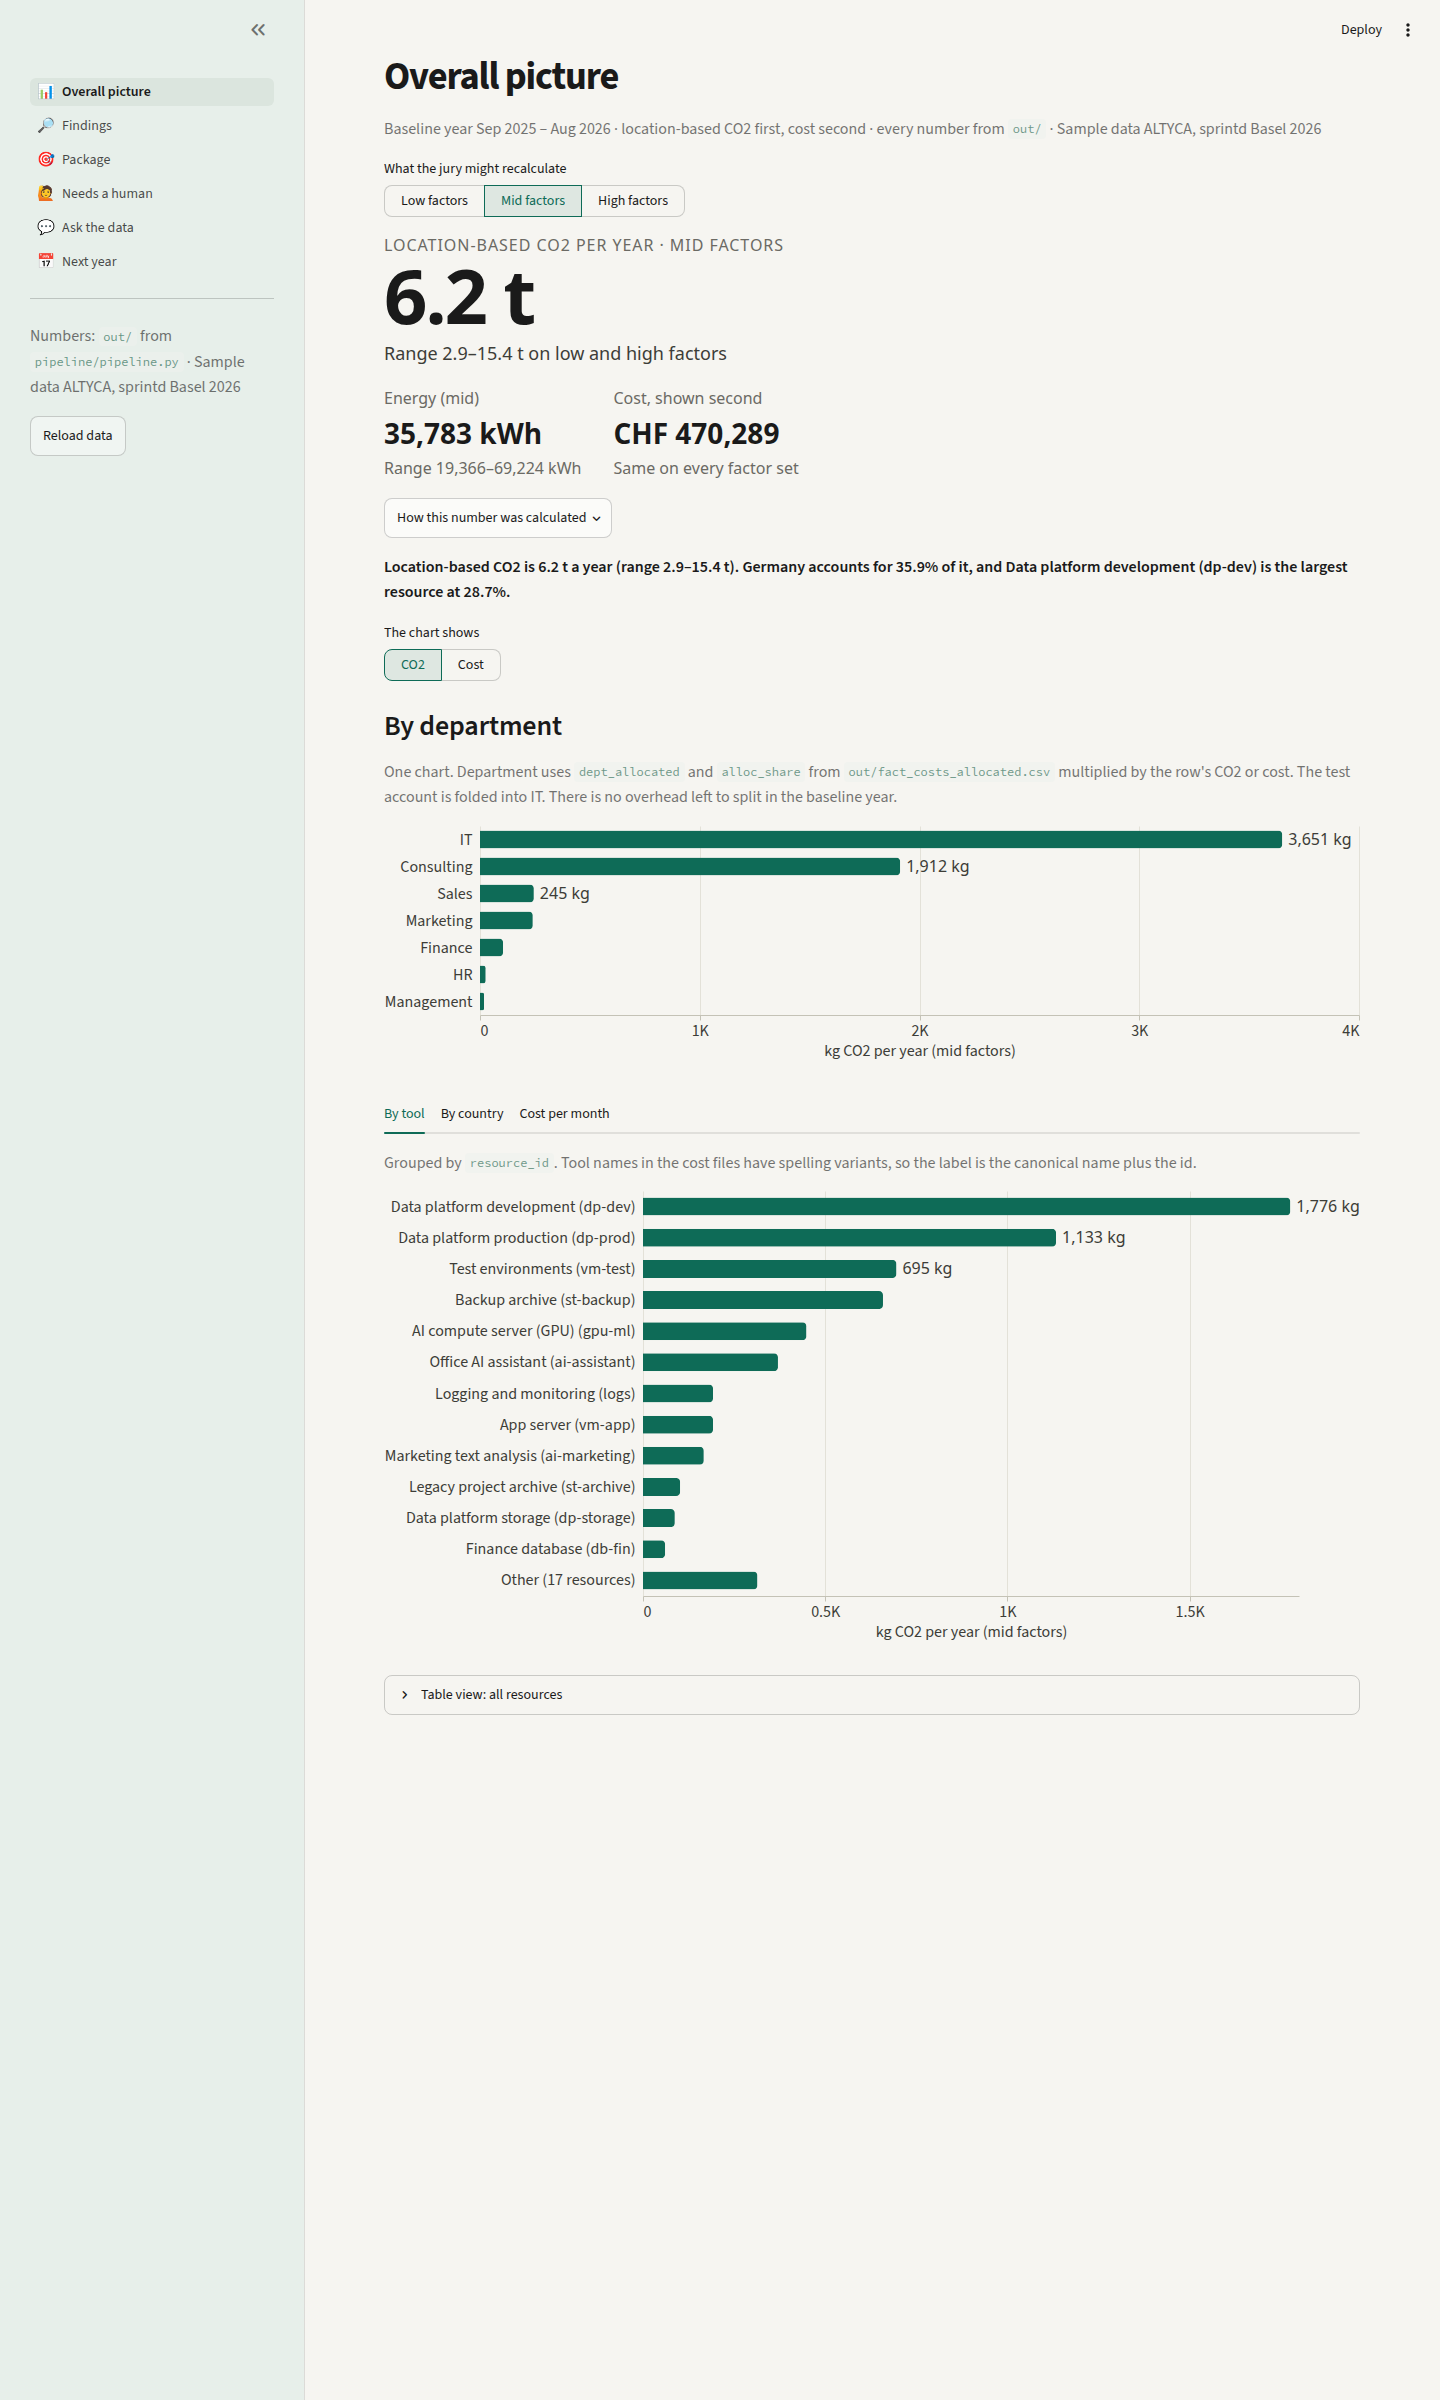 Deploy
Overall picture
Findings
Package
Needs a human
Ask the data
Next year
Numbers: out/ from
pipeline/pipeline.py · Sample
data ALTYCA, sprintd Basel 2026
Reload data
Overall picture
Baseline year Sep 2025 – Aug 2026 · location-based CO2 first, cost second · every number from out/ · Sample data ALTYCA, sprintd Basel 2026
What the jury might recalculate
Low factors Mid factors High factors
LOCATION-BASED CO2 PER YEAR · MID FACTORS
6.2 t
Range 2.9–15.4 t on low and high factors
Energy (mid) Cost, shown second
35,783 kWh CHF 470,289
Range 19,366–69,224 kWh Same on every factor set
How this number was calculated
Location-based CO2 is 6.2 t a year (range 2.9–15.4 t). Germany accounts for 35.9% of it, and Data platform development (dp-dev) is the largest
resource at 28.7%.
The chart shows
CO2 Cost
By department
One chart. Department uses dept_allocated and alloc_share from out/fact_costs_allocated.csv multiplied by the row's CO2 or cost. The test
account is folded into IT. There is no overhead left to split in the baseline year.
IT 3,651 kg
Consulting 1,912 kg
Sales 245 kg
Marketing
Finance
HR
Management
0 1K 2K 3K 4K
kg CO2 per year (mid factors)
By tool By country Cost per month
Grouped by resource_id. Tool names in the cost files have spelling variants, so the label is the canonical name plus the id.
Data platform development (dp-dev) 1,776 kg
Data platform production (dp-prod) 1,133 kg
Test environments (vm-test) 695 kg
Backup archive (st-backup)
AI compute server (GPU) (gpu-ml)
Office AI assistant (ai-assistant)
Logging and monitoring (logs)
App server (vm-app)
Marketing text analysis (ai-marketing)
Legacy project archive (st-archive)
Data platform storage (dp-storage)
Finance database (db-fin)
Other (17 resources)
0 0.5K 1K 1.5K
kg CO2 per year (mid factors)
Table view: all resources